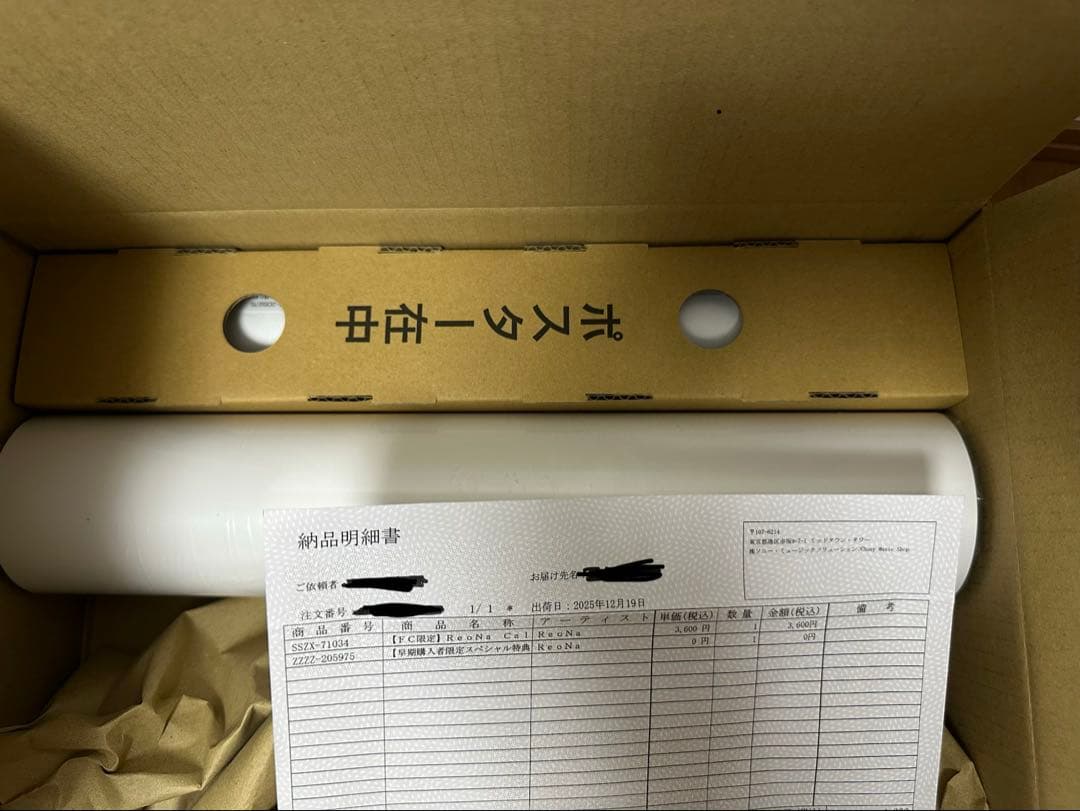 ポスター在中
納品明細書
〒107-6214
東京都港区赤坂9-7-1 ミッドタウン・タワー
㈱ソニー・ミュージックソリューションズ/Chony Music Shop
ご依頼者
お届け先名
注文番号 1/ 1 * 出荷日:2025年12月19日
商品番号 商品名称 アーティスト 単価(税込) 数量 金額(税込) 備考
SSZX-71034 【FC限定】ReoNa Cal ReoNa 3,600 円 1 3,600円
ZZZZ-205975 【早期購入者限定スペシャル特典 ReoNa 0 円 1 0円